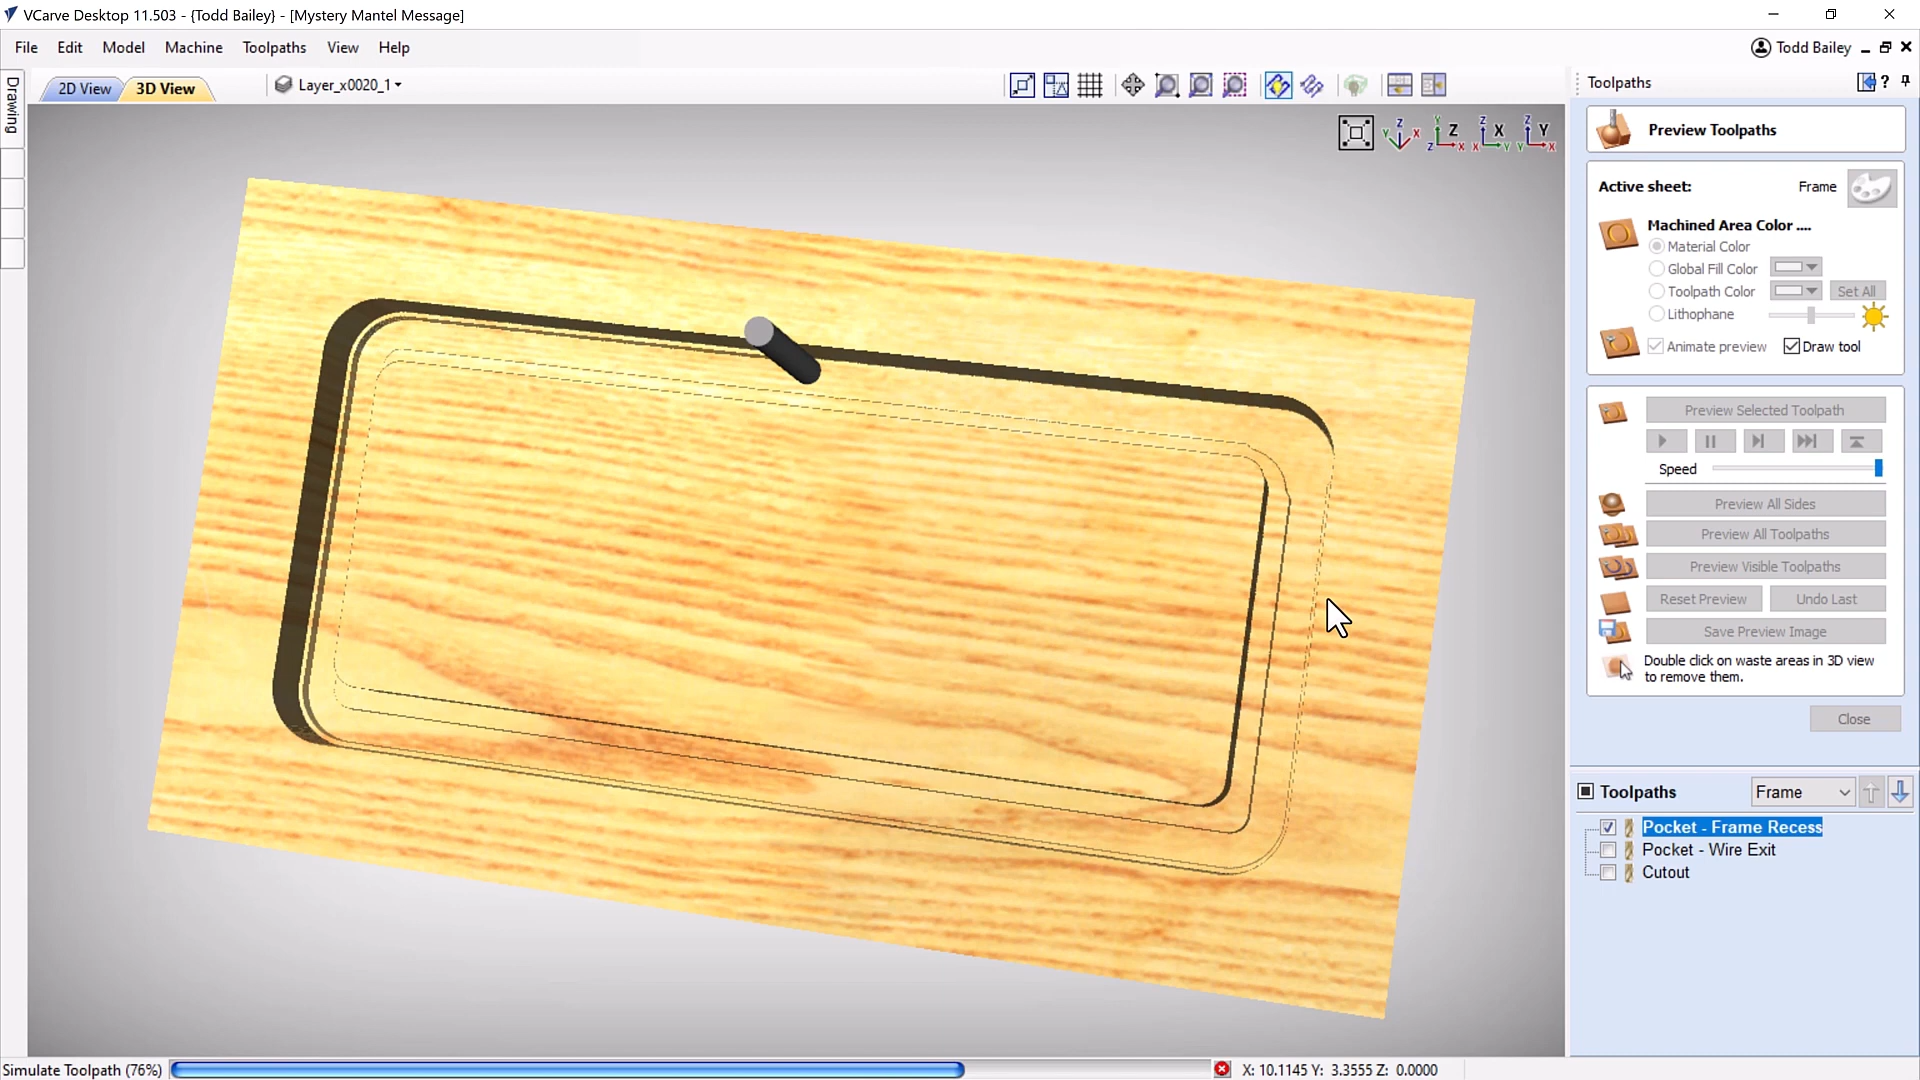 VCarve Desktop 11.503 - {Todd Bailey} - [Mystery Mantel Message]
File Edit Model Machine Toolpaths View Help
Todd Bailey
Drawing
2D View
3D View
Layer_x0020_1
Toolpaths
?
Z Y X
Y Z X Z
Z X X Y
Z Y Y X
Preview Toolpaths
Active sheet:
Frame
Machined Area Color ....
Material Color
Global Fill Color
Toolpath Color
Set All
Lithophane
Animate preview
Draw tool
Preview Selected Toolpath
Speed
Preview All Sides
Preview All Toolpaths
Preview Visible Toolpaths
Reset Preview
Undo Last
Save Preview Image
Double click on waste areas in 3D view
to remove them.
Close
Toolpaths
Frame
Pocket - Frame Recess
Pocket - Wire Exit
Cutout
Simulate Toolpath (76%)
X: 10.1145 Y: 3.3555 Z: 0.0000